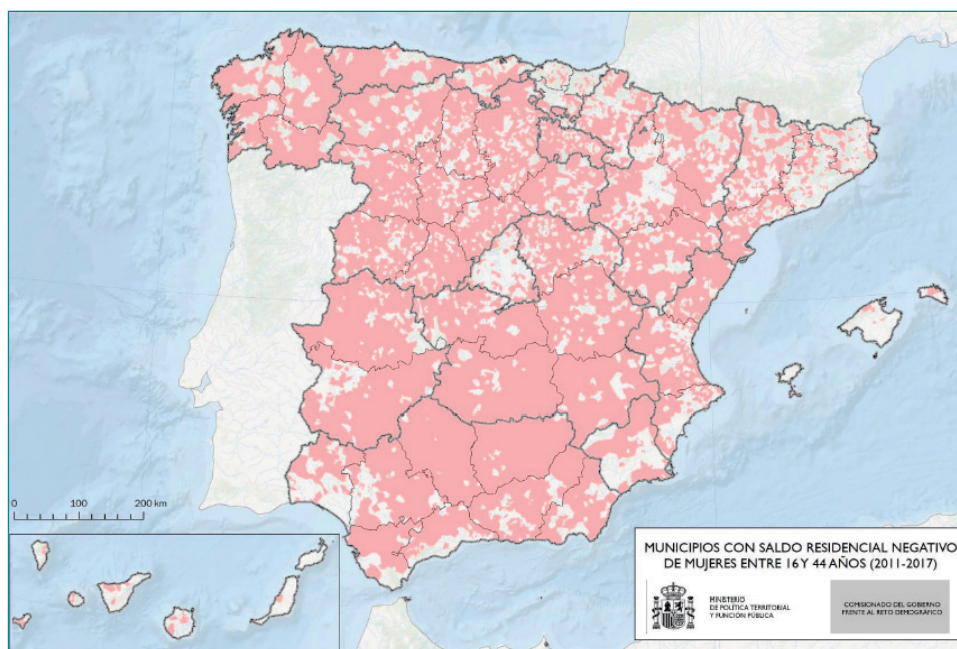 0 100 200 km
MUNICIPIOS CON SALDO RESIDENCIAL NEGATIVO
DE MUJERES ENTRE 16 Y 44 AÑOS (2011-2017)
MINISTERIO
DE POLÍTICA TERRITORIAL
Y FUNCIÓN PÚBLICA
COMISIONADO DEL GOBIERNO
FRENTE AL RETO DEMOGRÁFICO